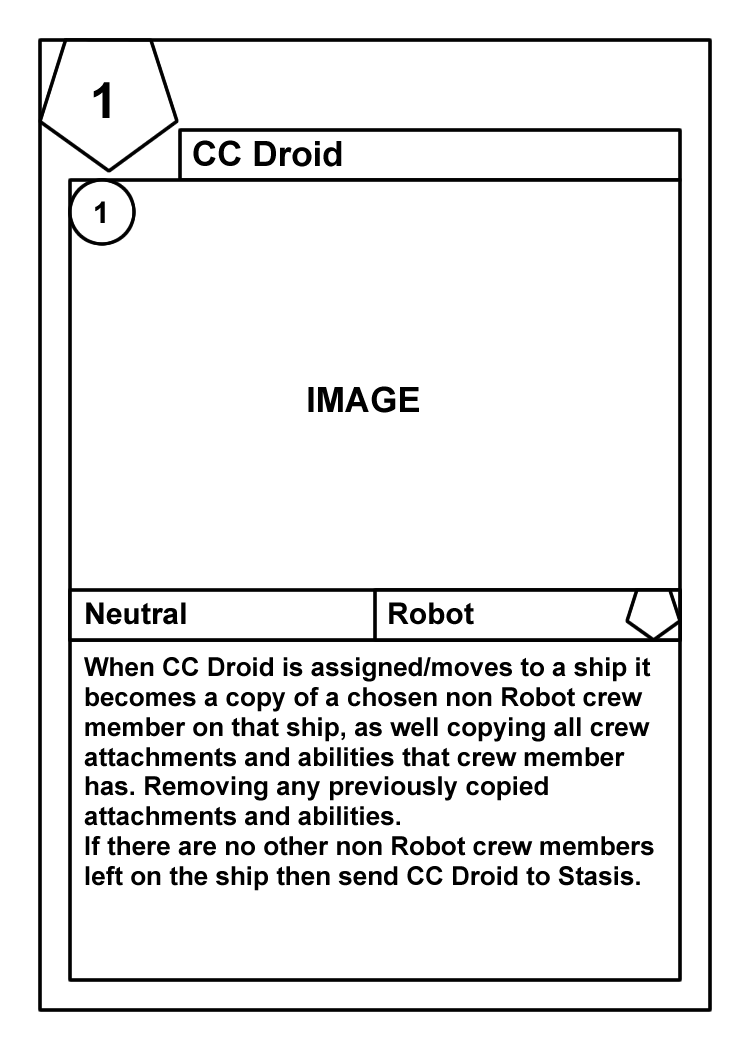 1
CC Droid
1
IMAGE
Neutral
Robot
When CC Droid is assigned/moves to a ship it
becomes a copy of a chosen non Robot crew
member on that ship, as well copying all crew
attachments and abilities that crew member
has. Removing any previously copied
attachments and abilities.
If there are no other non Robot crew members
left on the ship then send CC Droid to Stasis.